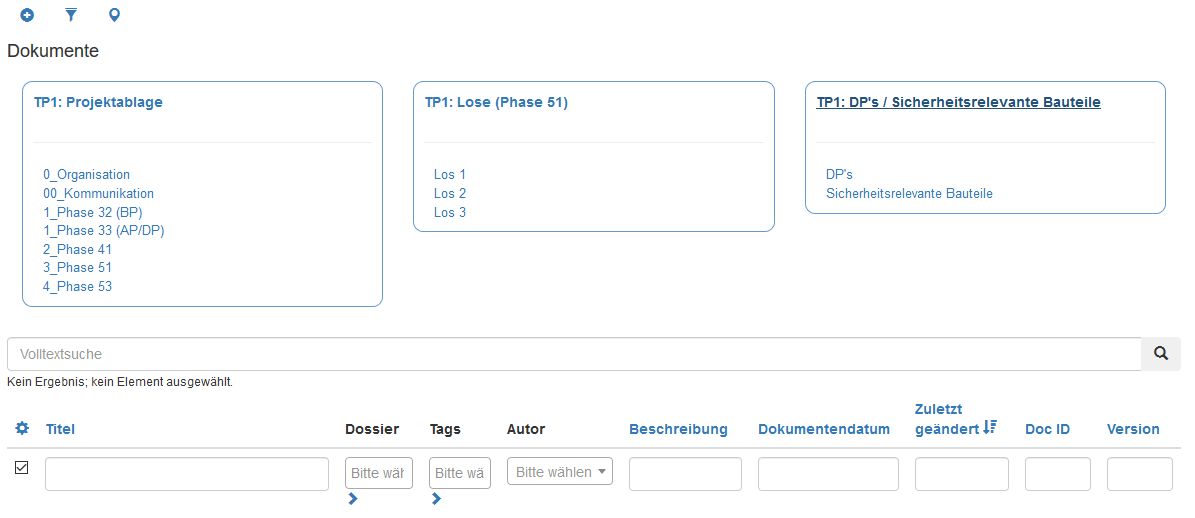 Dokumente
TP1: Projektablage
0_Organisation
00_Kommunikation
1_Phase 32 (BP)
1_Phase 33 (AP/DP)
2_Phase 41
3_Phase 51
4_Phase 53
TP1: Lose (Phase 51)
Los 1
Los 2
Los 3
TP1: DP's / Sicherheitsrelevante Bauteile
DP's
Sicherheitsrelevante Bauteile
Volltextsuche
Kein Ergebnis; kein Element ausgewählt.
Titel Dossier Tags Autor Beschreibung Dokumentendatum Zuletzt geändert Doc ID Version
Bitte wäh Bitte wä Bitte wählen